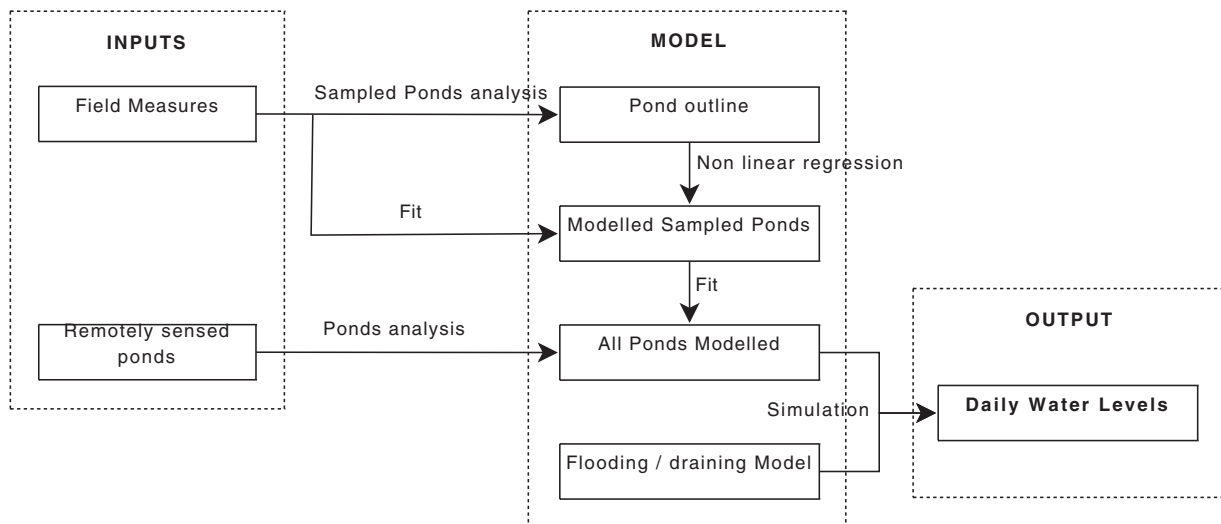 INPUTS
MODEL
Field Measures
Sampled Ponds analysis
Pond outline
Non linear regression
Fit
Modelled Sampled Ponds
Fit
Remotely sensed
ponds
Ponds analysis
All Ponds Modelled
OUTPUT
Simulation
Daily Water Levels
Flooding / draining Model